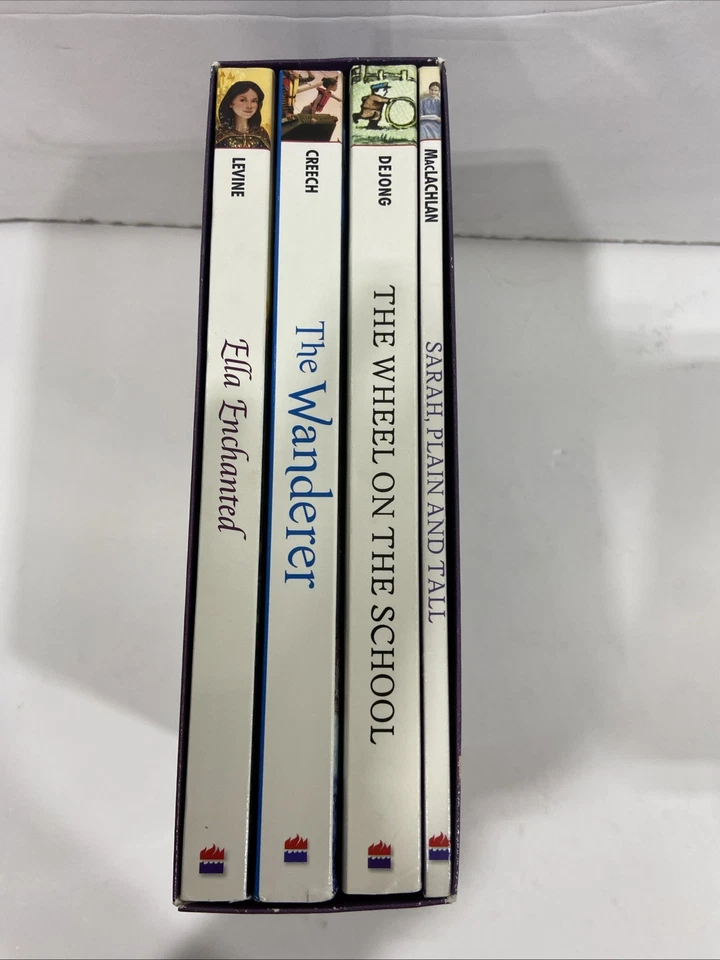 LEVINE
Ella Enchanted
CREECH
The Wanderer
DEJONG
THE WHEEL ON THE SCHOOL
MACLACHLAN
SARAH, PLAIN AND TALL